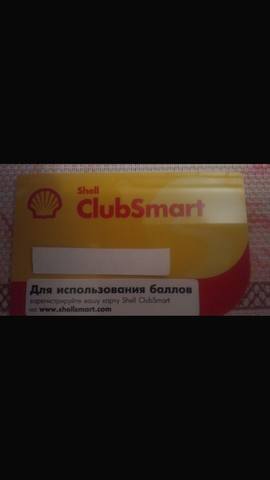 Shell
ClubSmart
Для использования баллов
зарегистрируйте вашу карту Shell ClubSmart
на www.shellsmart.com